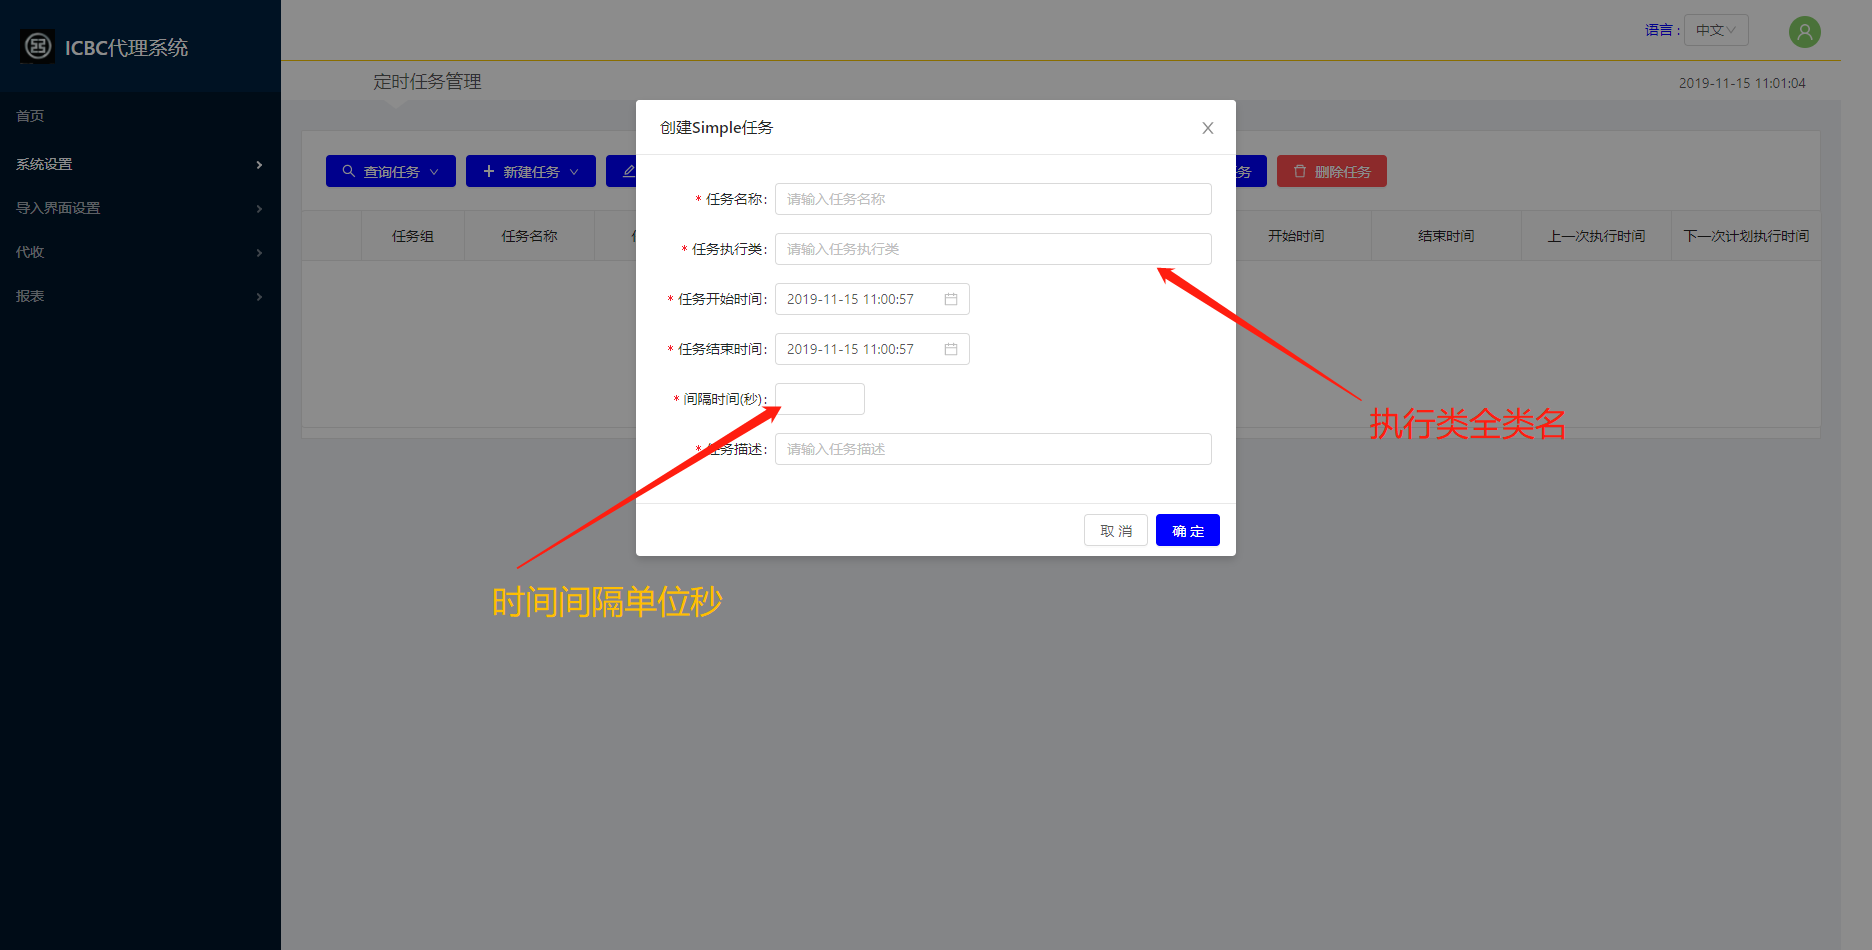 ICBC代理系统
语言 :
中文
首页
系统设置
导入界面设置
代收
报表
定时任务管理
2019-11-15 11:01:04
查询任务
新建任务
务
删除任务
任务组
任务名称
开始时间
结束时间
上一次执行时间
下一次计划执行时间
创建Simple任务
* 任务名称:
请输入任务名称
* 任务执行类:
请输入任务执行类
* 任务开始时间:
2019-11-15 11:00:57
* 任务结束时间:
2019-11-15 11:00:57
* 间隔时间(秒):
* 任务描述:
请输入任务描述
取 消
确 定
执行类全类名
时间间隔单位秒